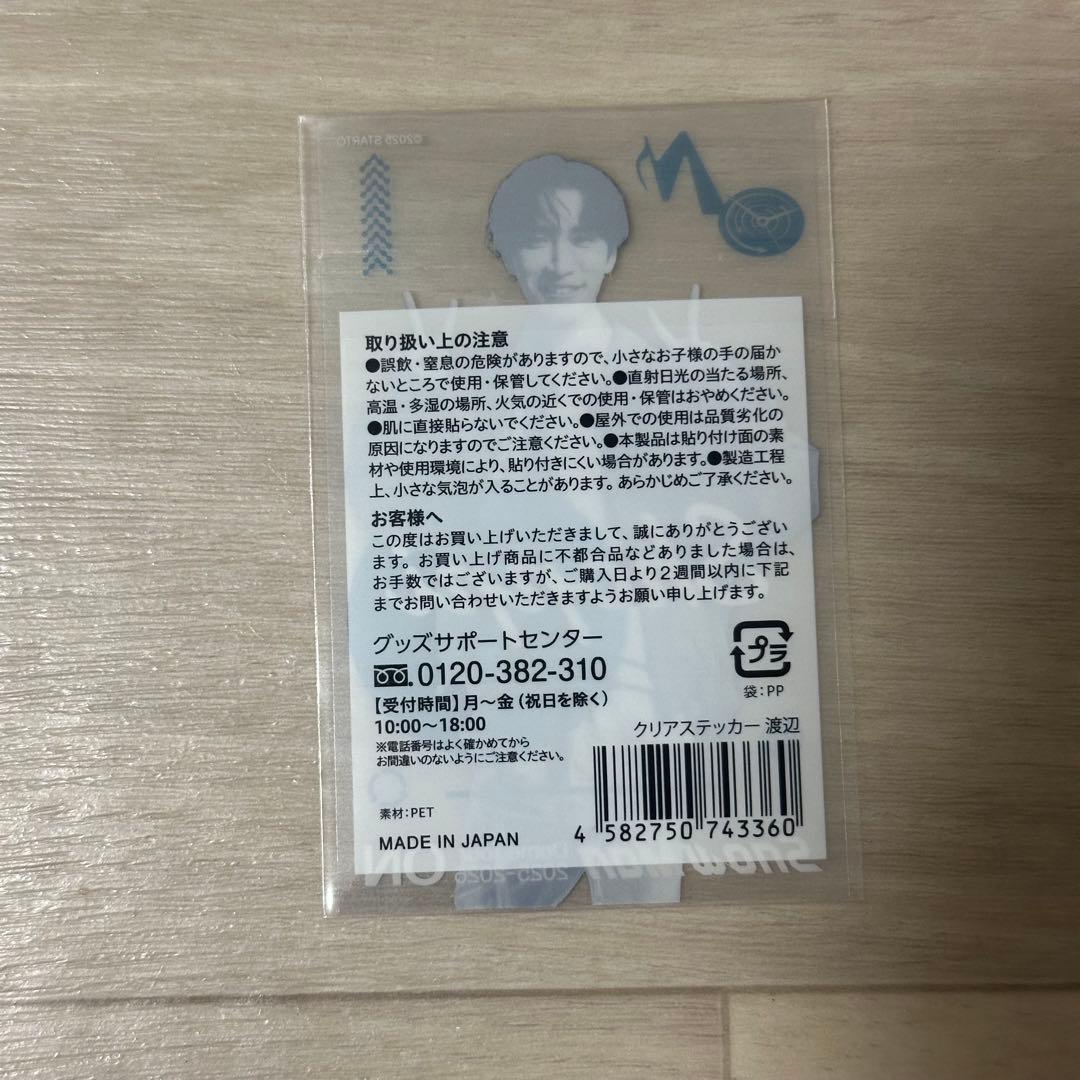 ©2025 STARTO
取り扱い上の注意
●誤飲・窒息の危険がありますので、小さなお子様の手の届か
ないところで使用・保管してください。●直射日光の当たる場所、
高温・多湿の場所、火気の近くでの使用・保管はおやめください。
●肌に直接貼らないでください。●屋外での使用は品質劣化の
原因になりますのでご注意ください。●本製品は貼り付け面の素
材や使用環境により、貼り付きにくい場合があります。●製造工程
上、小さな気泡が入ることがあります。あらかじめご了承ください。
お客様へ
この度はお買い上げいただきまして、誠にありがとうござい
ます。お買い上げ商品に不都合品などありました場合は、
お手数ではございますが、ご購入日より2週間以内に下記
までお問い合わせいただきますようお願い申し上げます。
グッズサポートセンター
0120-382-310
【受付時間】月～金（祝日を除く）
10:00～18:00
※電話番号はよく確かめてから
お間違いのないようにご注意ください。
プラ
袋:PP
クリアステッカー 渡辺
素材:PET
MADE IN JAPAN
4 582750 743360
Snow Man
2025-2026
ON